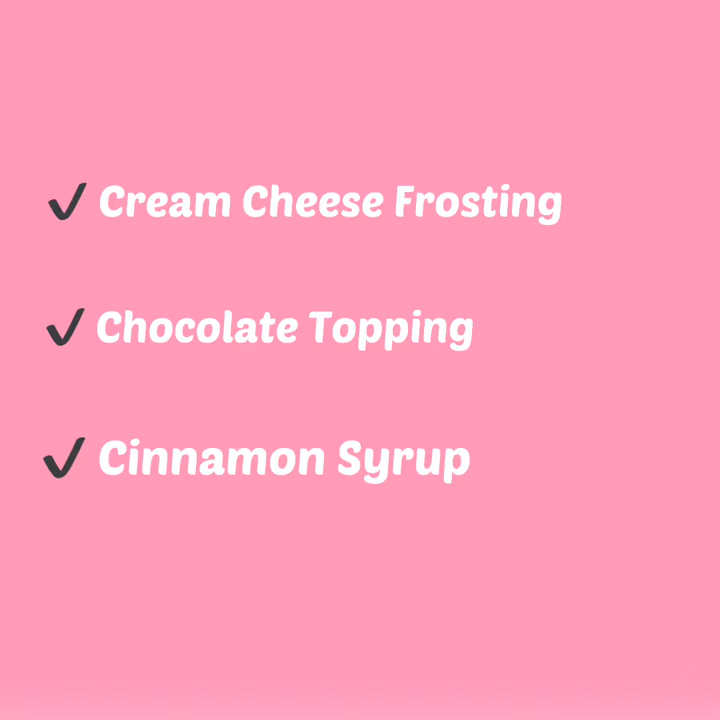 ✔ Cream Cheese Frosting
✔ Chocolate Topping
✔ Cinnamon Syrup